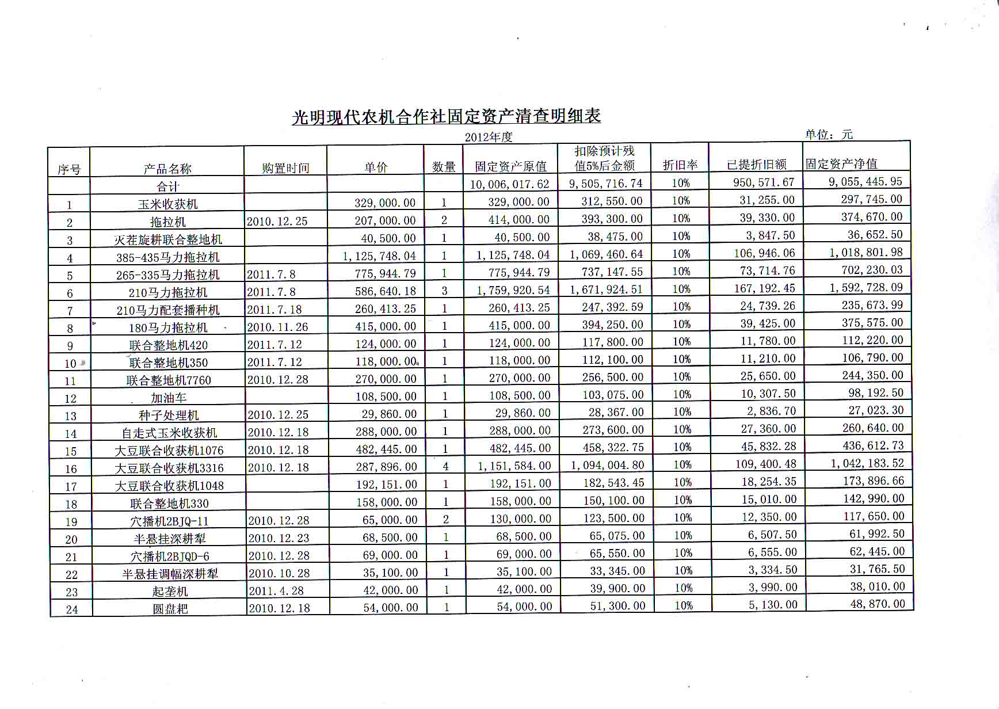 光明现代农机合作社固定资产清查明细表
2012年度 单位：元
序号 产品名称 购置时间 单价 数量 固定资产原值 扣除预计残值5%后金额 折旧率 已提折旧额 固定资产净值
合计 10,006,017.62 9,505,716.74 10% 950,571.67 9,055,445.95
1 玉米收获机 329,000.00 1 329,000.00 312,550.00 10% 31,255.00 297,745.00
2 拖拉机 2010.12.25 207,000.00 2 414,000.00 393,300.00 10% 39,330.00 374,670.00
3 灭茬旋耕联合整地机 40,500.00 1 40,500.00 38,475.00 10% 3,847.50 36,652.50
4 385-435马力拖拉机 1,125,748.04 1 1,125,748.04 1,069,460.64 10% 106,946.06 1,018,801.98
5 265-335马力拖拉机 2011.7.8 775,944.79 1 775,944.79 737,147.55 10% 73,714.76 702,230.03
6 210马力拖拉机 2011.7.8 586,640.18 3 1,759,920.54 1,671,924.51 10% 167,192.45 1,592,728.09
7 210马力配套播种机 2011.7.18 260,413.25 1 260,413.25 247,392.59 10% 24,739.26 235,673.99
8 180马力拖拉机 2010.11.26 415,000.00 1 415,000.00 394,250.00 10% 39,425.00 375,575.00
9 联合整地机420 2011.7.12 124,000.00 1 124,000.00 117,800.00 10% 11,780.00 112,220.00
10 联合整地机350 2011.7.12 118,000.00 1 118,000.00 112,100.00 10% 11,210.00 106,790.00
11 联合整地机7760 2010.12.28 270,000.00 1 270,000.00 256,500.00 10% 25,650.00 244,350.00
12 加油车 108,500.00 1 108,500.00 103,075.00 10% 10,307.50 98,192.50
13 种子处理机 2010.12.25 29,860.00 1 29,860.00 28,367.00 10% 2,836.70 27,023.30
14 自走式玉米收获机 2010.12.18 288,000.00 1 288,000.00 273,600.00 10% 27,360.00 260,640.00
15 大豆联合收获机1076 2010.12.18 482,445.00 1 482,445.00 458,322.75 10% 45,832.28 436,612.73
16 大豆联合收获机3316 2010.12.18 287,896.00 4 1,151,584.00 1,094,004.80 10% 109,400.48 1,042,183.52
17 大豆联合收获机1048 192,151.00 1 192,151.00 182,543.45 10% 18,254.35 173,896.66
18 联合整地机330 158,000.00 1 158,000.00 150,100.00 10% 15,010.00 142,990.00
19 穴播机2BJQ-11 2010.12.28 65,000.00 2 130,000.00 123,500.00 10% 12,350.00 117,650.00
20 半悬挂深耕犁 2010.12.23 68,500.00 1 68,500.00 65,075.00 10% 6,507.50 61,992.50
21 穴播机2BJQD-6 2010.12.28 69,000.00 1 69,000.00 65,550.00 10% 6,555.00 62,445.00
22 半悬挂调幅深耕犁 2010.10.28 35,100.00 1 35,100.00 33,345.00 10% 3,334.50 31,765.50
23 起垄机 2011.4.28 42,000.00 1 42,000.00 39,900.00 10% 3,990.00 38,010.00
24 圆盘耙 2010.12.18 54,000.00 1 54,000.00 51,300.00 10% 5,130.00 48,870.00